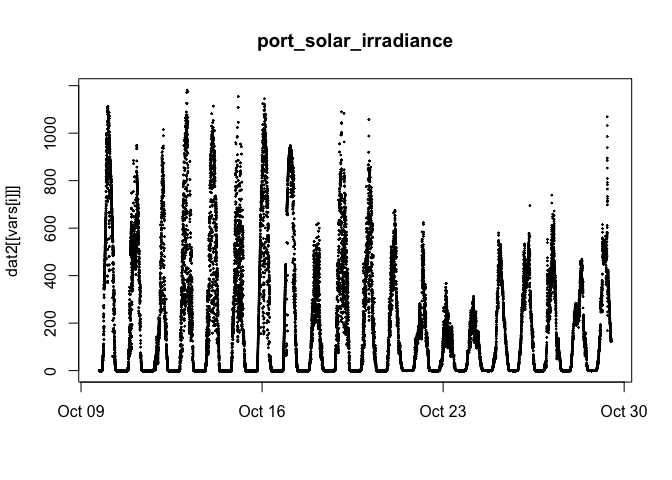 port_solar_irradiance
dat2[[vars[i]]]
1000
800
600
400
200
0
Oct 09
Oct 16
Oct 23
Oct 30